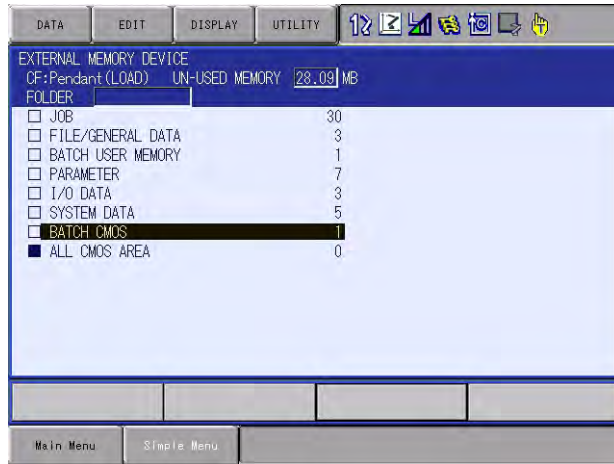 DATA EDIT DISPLAY UTILITY
EXTERNAL MEMORY DEVICE
CF:Pendant(LOAD) UN-USED MEMORY 28.09 MB
FOLDER
JOB 30
FILE/GENERAL DATA 3
BATCH USER MEMORY 1
PARAMETER 7
I/O DATA 3
SYSTEM DATA 5
BATCH CMOS 1
ALL CMOS AREA 0
Main Menu Simple Menu